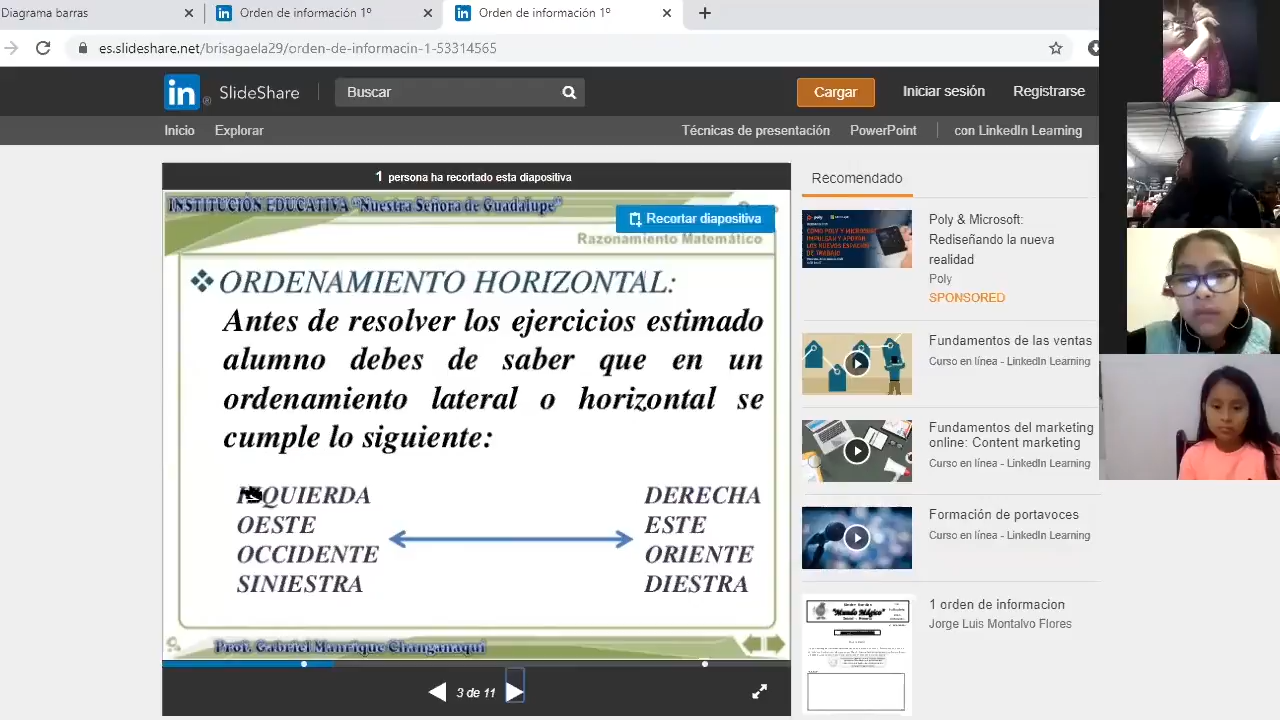 Diagrama barras
Orden de información 1º
Orden de información 1º
es.slideshare.net/brisagaela29/orden-de-informacin-1-53314565
in SlideShare
Buscar
Cargar
Iniciar sesión
Registrarse
Inicio
Explorar
Técnicas de presentación
PowerPoint
con LinkedIn Learning
1 persona ha recortado esta diapositiva
INSTITUCIÓN EDUCATIVA "Nuestra Señora de Guadalupe"
Recortar diapositiva
Razonamiento Matemático
ORDENAMIENTO HORIZONTAL:
Antes de resolver los ejercicios estimado
alumno debes de saber que en un
ordenamiento lateral o horizontal se
cumple lo siguiente:
IZQUIERDA
OESTE
OCCIDENTE
SINIESTRA
DERECHA
ESTE
ORIENTE
DIESTRA
3 de 11
Recomendado
Poly & Microsoft:
Rediseñando la nueva
realidad
Poly
SPONSORED
Fundamentos de las ventas
Curso en línea - LinkedIn Learning
Fundamentos del marketing
online: Content marketing
Curso en línea - LinkedIn Learning
Formación de portavoces
Curso en línea - LinkedIn Learning
"Mundo Mágico"
1 orden de informacion
Jorge Luis Montalvo Flores